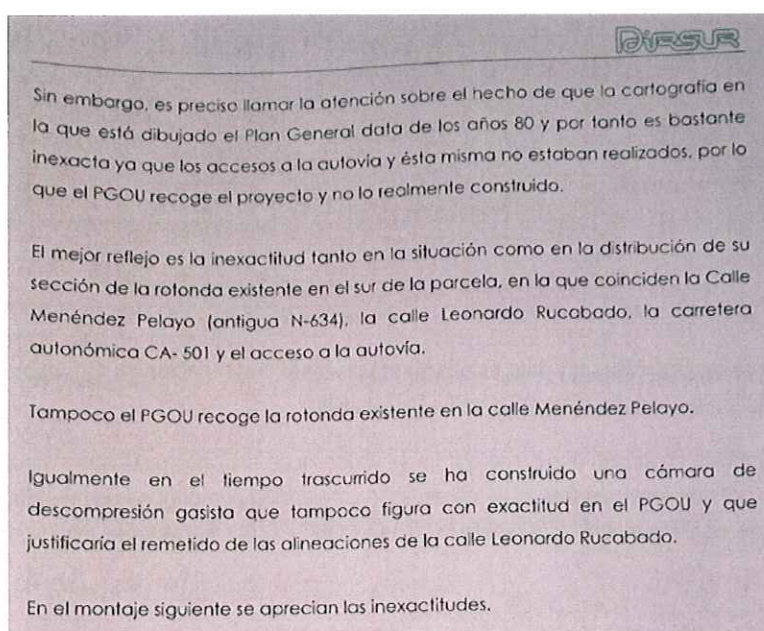 DIRSUR
Sin embargo, es preciso llamar la atención sobre el hecho de que la cartografía en
la que está dibujado el Plan General data de los años 80 y por tanto es bastante
inexacta ya que los accesos a la autovía y ésta misma no estaban realizados, por lo
que el PGOU recoge el proyecto y no lo realmente construido.
El mejor reflejo es la inexactitud tanto en la situación como en la distribución de su
sección de la rotonda existente en el sur de la parcela, en la que coinciden la Calle
Menéndez Pelayo (antigua N-634), la calle Leonardo Rucabado, la carretera
autonómica CA- 501 y el acceso a la autovía.
Tampoco el PGOU recoge la rotonda existente en la calle Menéndez Pelayo.
Igualmente en el tiempo trascurrido se ha construido una cámara de
descompresión gasista que tampoco figura con exactitud en el PGOU y que
justificaría el remetido de las alineaciones de la calle Leonardo Rucabado.
En el montaje siguiente se aprecian las inexactitudes.